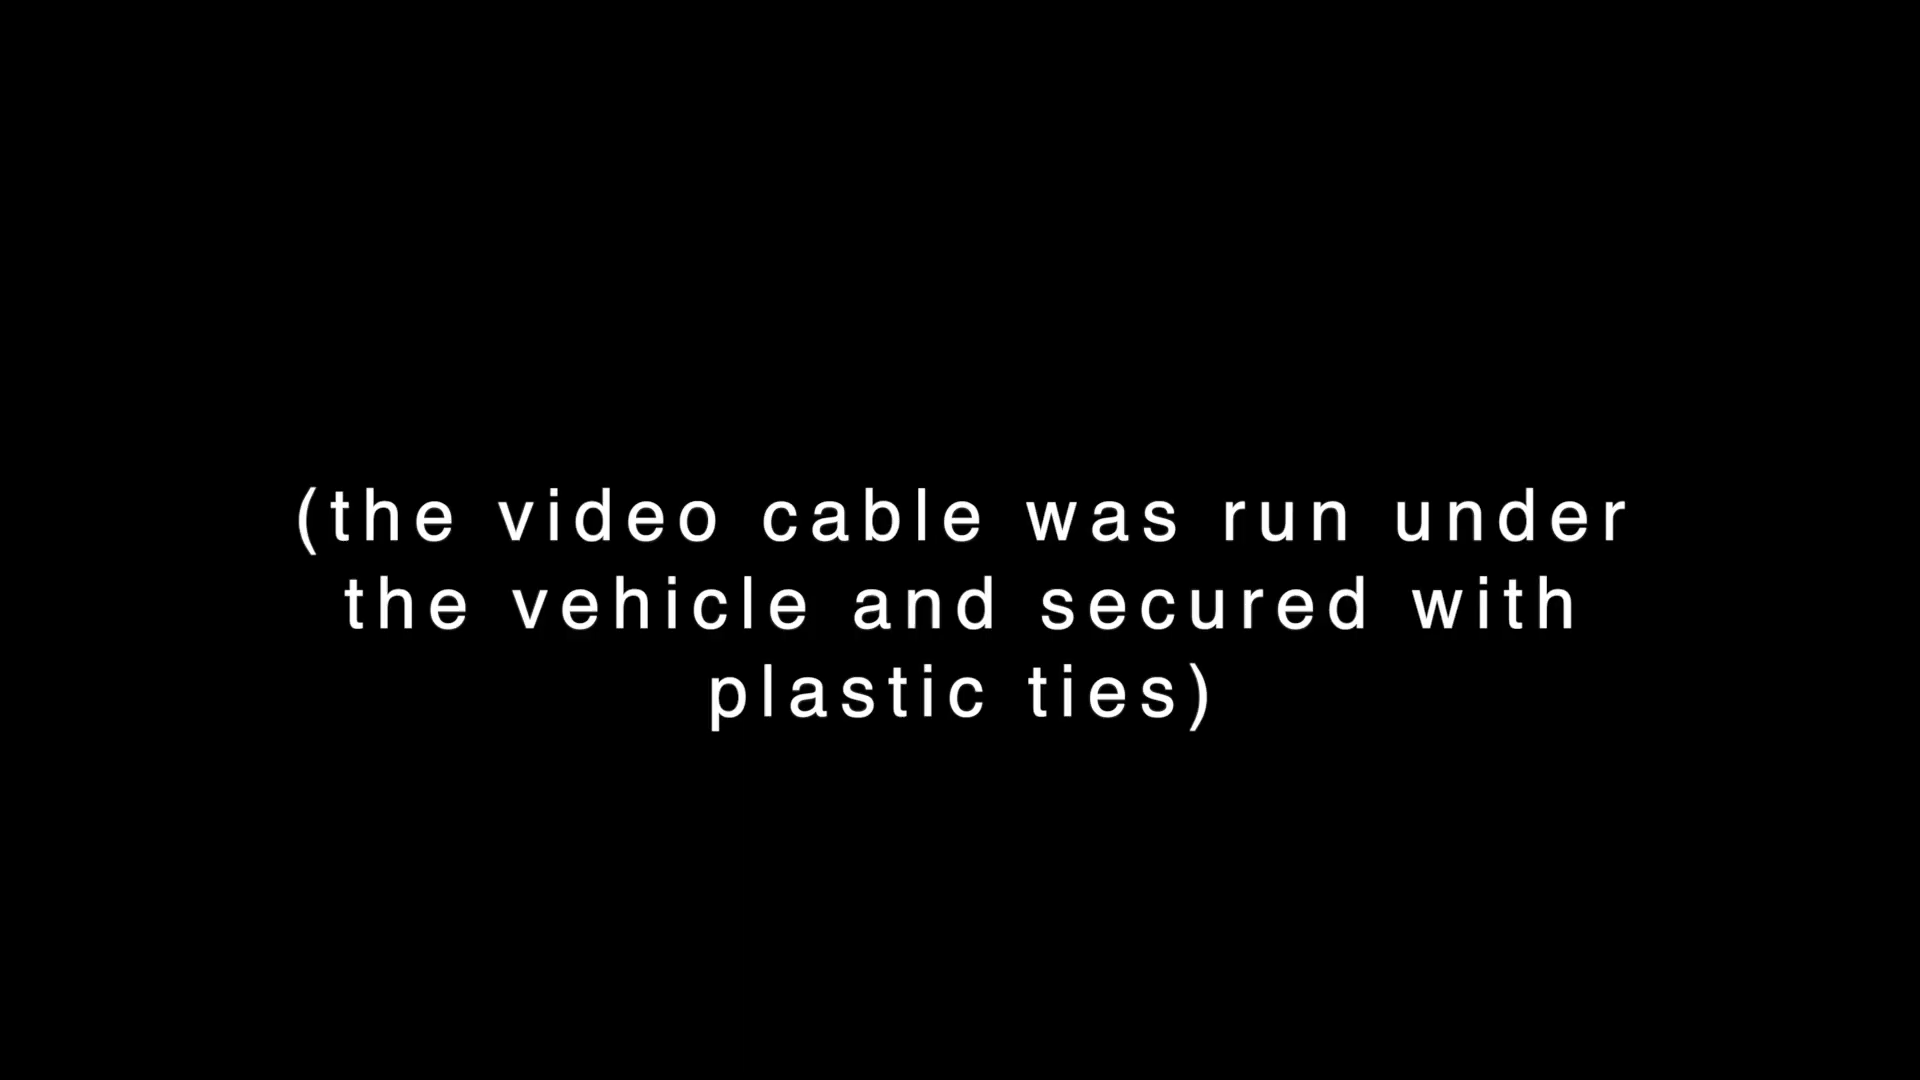 (the video cable was run under
the vehicle and secured with
plastic ties)